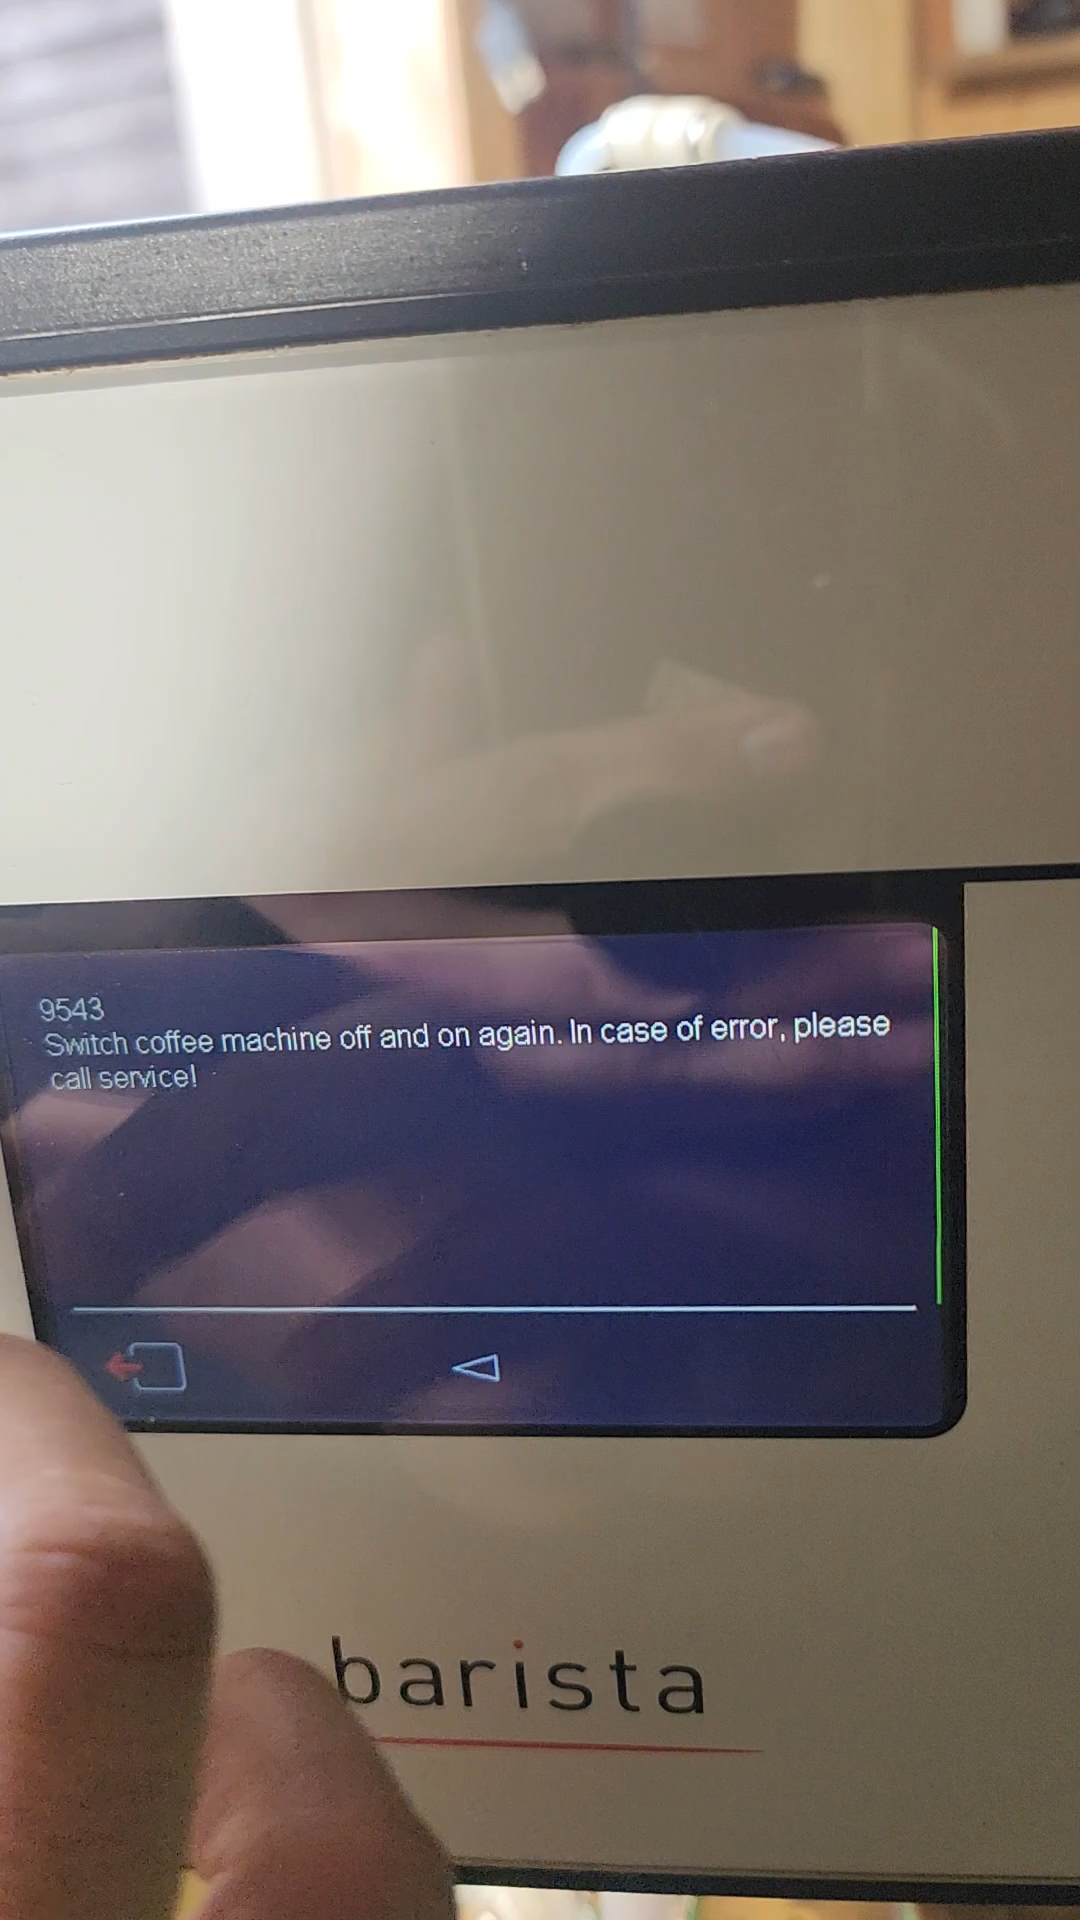 9543
Switch coffee machine off and on again. In case of error, please
call service!
barista